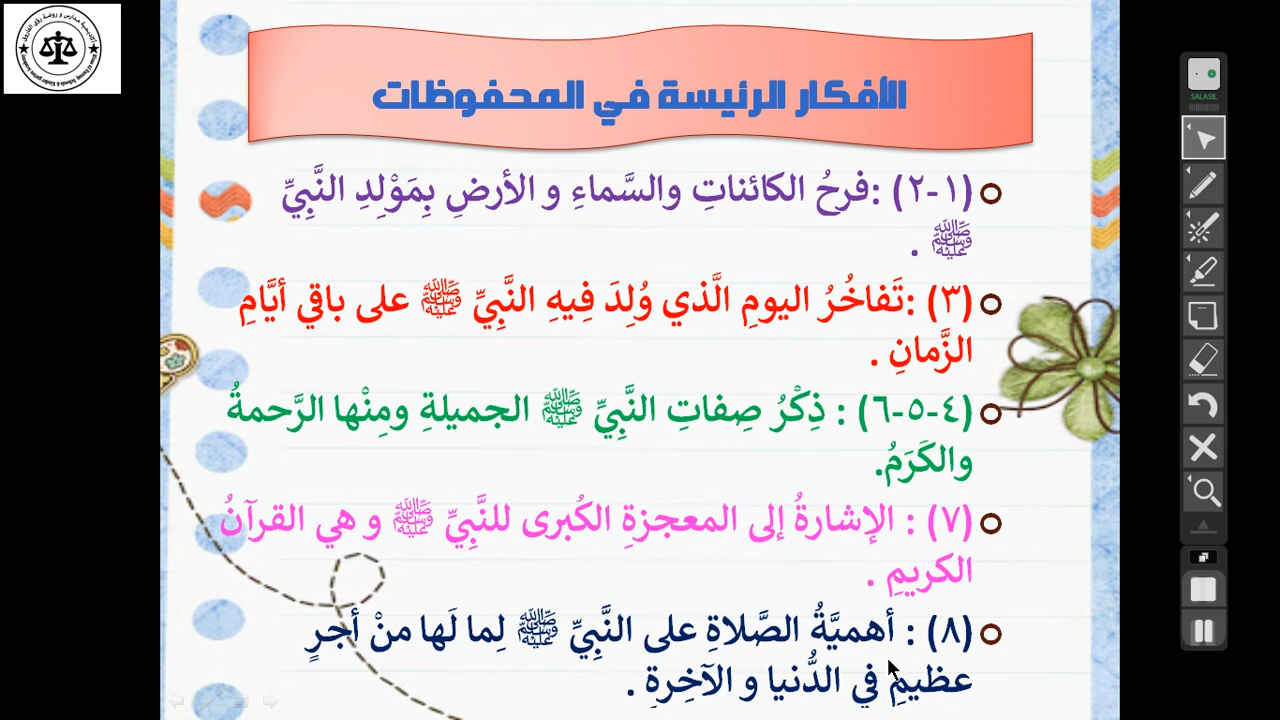 الأفكار الرئيسة في المحفوظات
(١-٢) :فرحُ الكائناتِ والسَّماءِ و الأرضِ بِمَوْلِدِ النَّبِيِّ
ﷺ .
(٣) :تَفاخُرُ اليومِ الَّذي وُلِدَ فِيهِ النَّبِيِّ ﷺ على باقي أيَّامِ
الزَّمانِ .
(٤-٥-٦) : ذِكْرُ صِفاتِ النَّبِيِّ ﷺ الجميلةِ ومِنْها الرَّحمةُ
والكَرَمُ.
(٧) : الإشارةُ إلى المعجزةِ الكُبرى للنَّبِيِّ ﷺ و هي القرآنُ
الكريمِ .
(٨) : أهميَّةُ الصَّلاةِ على النَّبِيِّ ﷺ لِما لَها منْ أجرٍ
عظيمِ في الدُّنيا و الآخِرةِ .
SALASIL